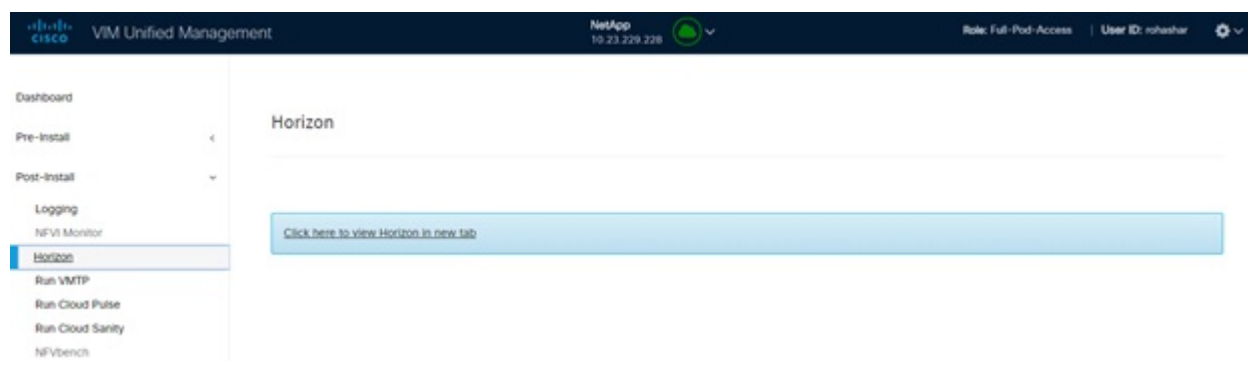 CISCO VIM Unified Management
NetApp
10.23.229.228
Role: Full-Pod-Access | User ID: rohashar
Dashboard
Pre-Install
Post-Install
Logging
NFVI Monitor
Horizon
Run VMTP
Run Cloud Pulse
Run Cloud Sanity
NFVbench
Horizon
Click here to view Horizon in new tab